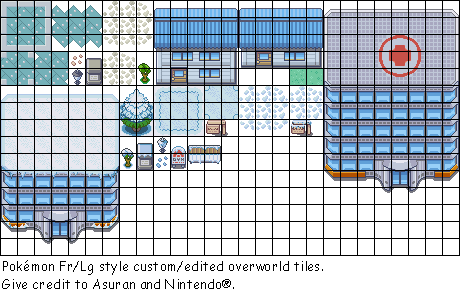 Pokémon Fr/Lg style custom/edited overworld tiles.
Give credit to Asuran and Nintendo®.